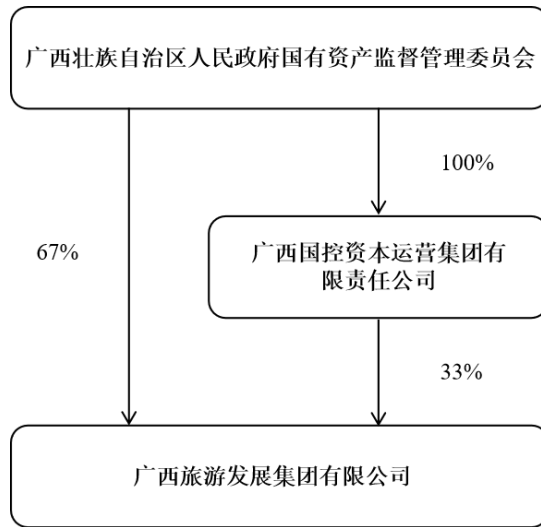 广西壮族自治区人民政府国有资产监督管理委员会
100%
67%
广西国控资本运营集团有
限责任公司
33%
广西旅游发展集团有限公司